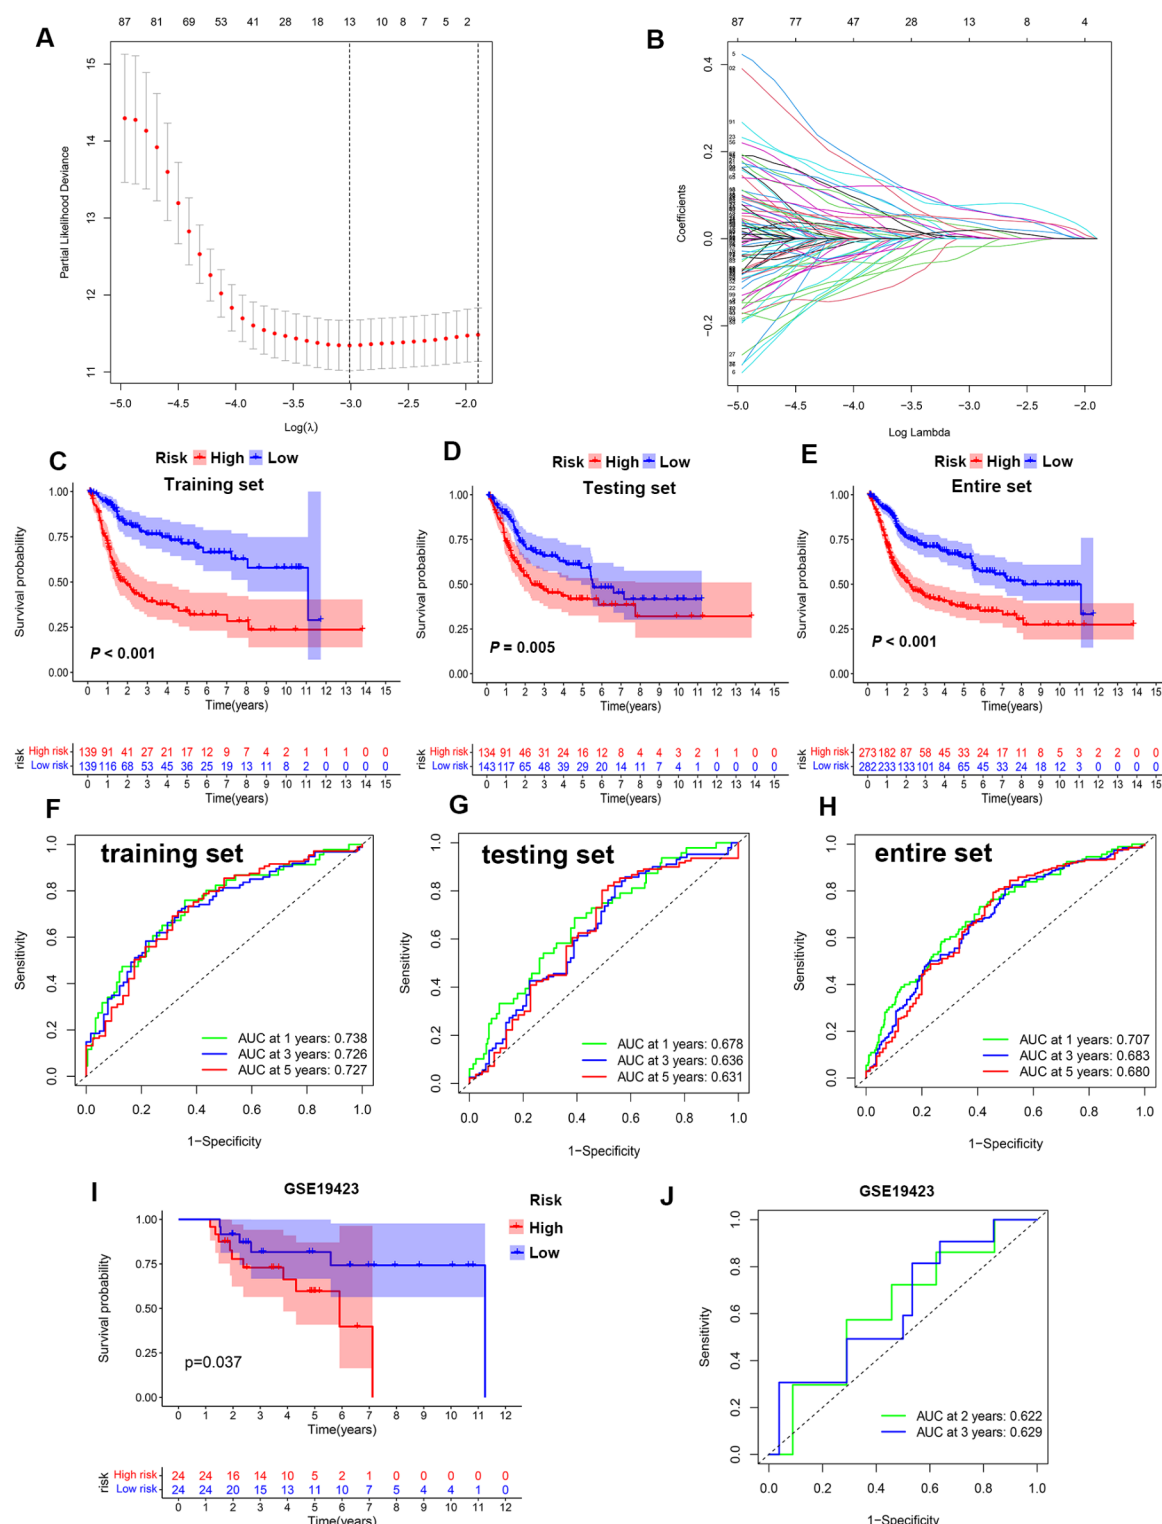 A
87 81 69 53 41 28 18 13 10 8 7 5 2
Partial Likelihood Deviance
15
14
13
12
11
−5.0 −4.5 −4.0 −3.5 −3.0 −2.5 −2.0
Log(λ)
B
87 77 47 28 13 8 4
Coefficients
0.4
0.2
0.0
−0.2
−5.0 −4.5 −4.0 −3.5 −3.0 −2.5 −2.0
Log Lambda
C
Risk High Low
Training set
Survival probability
1.00
0.75
0.50
0.25
0.00
P < 0.001
0 1 2 3 4 5 6 7 8 9 10 11 12 13 14 15
Time(years)
risk
High risk 139 91 41 27 21 17 12 9 7 4 2 1 1 1 0 0
Low risk 139 116 68 53 45 36 25 19 13 11 8 2 0 0 0 0
0 1 2 3 4 5 6 7 8 9 10 11 12 13 14 15
Time(years)
D
Risk High Low
Testing set
Survival probability
1.00
0.75
0.50
0.25
0.00
P = 0.005
0 1 2 3 4 5 6 7 8 9 10 11 12 13 14 15
Time(years)
risk
High risk 134 91 46 31 24 16 12 8 4 4 3 2 1 1 0 0
Low risk 143 117 65 48 39 29 20 14 11 7 4 1 0 0 0 0
0 1 2 3 4 5 6 7 8 9 10 11 12 13 14 15
Time(years)
E
Risk High Low
Entire set
Survival probability
1.00
0.75
0.50
0.25
0.00
P < 0.001
0 1 2 3 4 5 6 7 8 9 10 11 12 13 14 15
Time(years)
risk
High risk 273 182 87 58 45 33 24 17 11 8 5 3 2 2 0 0
Low risk 282 233 133 101 84 65 45 33 24 18 12 3 0 0 0 0
0 1 2 3 4 5 6 7 8 9 10 11 12 13 14 15
Time(years)
F
training set
Sensitivity
1.0
0.8
0.6
0.4
0.2
0.0
AUC at 1 years: 0.738
AUC at 3 years: 0.726
AUC at 5 years: 0.727
0.0 0.2 0.4 0.6 0.8 1.0
1−Specificity
G
testing set
Sensitivity
1.0
0.8
0.6
0.4
0.2
0.0
AUC at 1 years: 0.678
AUC at 3 years: 0.636
AUC at 5 years: 0.631
0.0 0.2 0.4 0.6 0.8 1.0
1−Specificity
H
entire set
Sensitivity
1.0
0.8
0.6
0.4
0.2
0.0
AUC at 1 years: 0.707
AUC at 3 years: 0.683
AUC at 5 years: 0.680
0.0 0.2 0.4 0.6 0.8 1.0
1−Specificity
I
GSE19423
Risk
High
Low
Survival probability
1.00
0.75
0.50
0.25
0.00
p=0.037
0 1 2 3 4 5 6 7 8 9 10 11 12
Time(years)
risk
High risk 24 24 16 14 10 5 2 1 0 0 0 0 0
Low risk 24 24 20 15 13 11 10 7 5 4 4 1 0
0 1 2 3 4 5 6 7 8 9 10 11 12
Time(years)
J
GSE19423
Sensitivity
1.0
0.8
0.6
0.4
0.2
0.0
AUC at 2 years: 0.622
AUC at 3 years: 0.629
0.0 0.2 0.4 0.6 0.8 1.0
1−Specificity